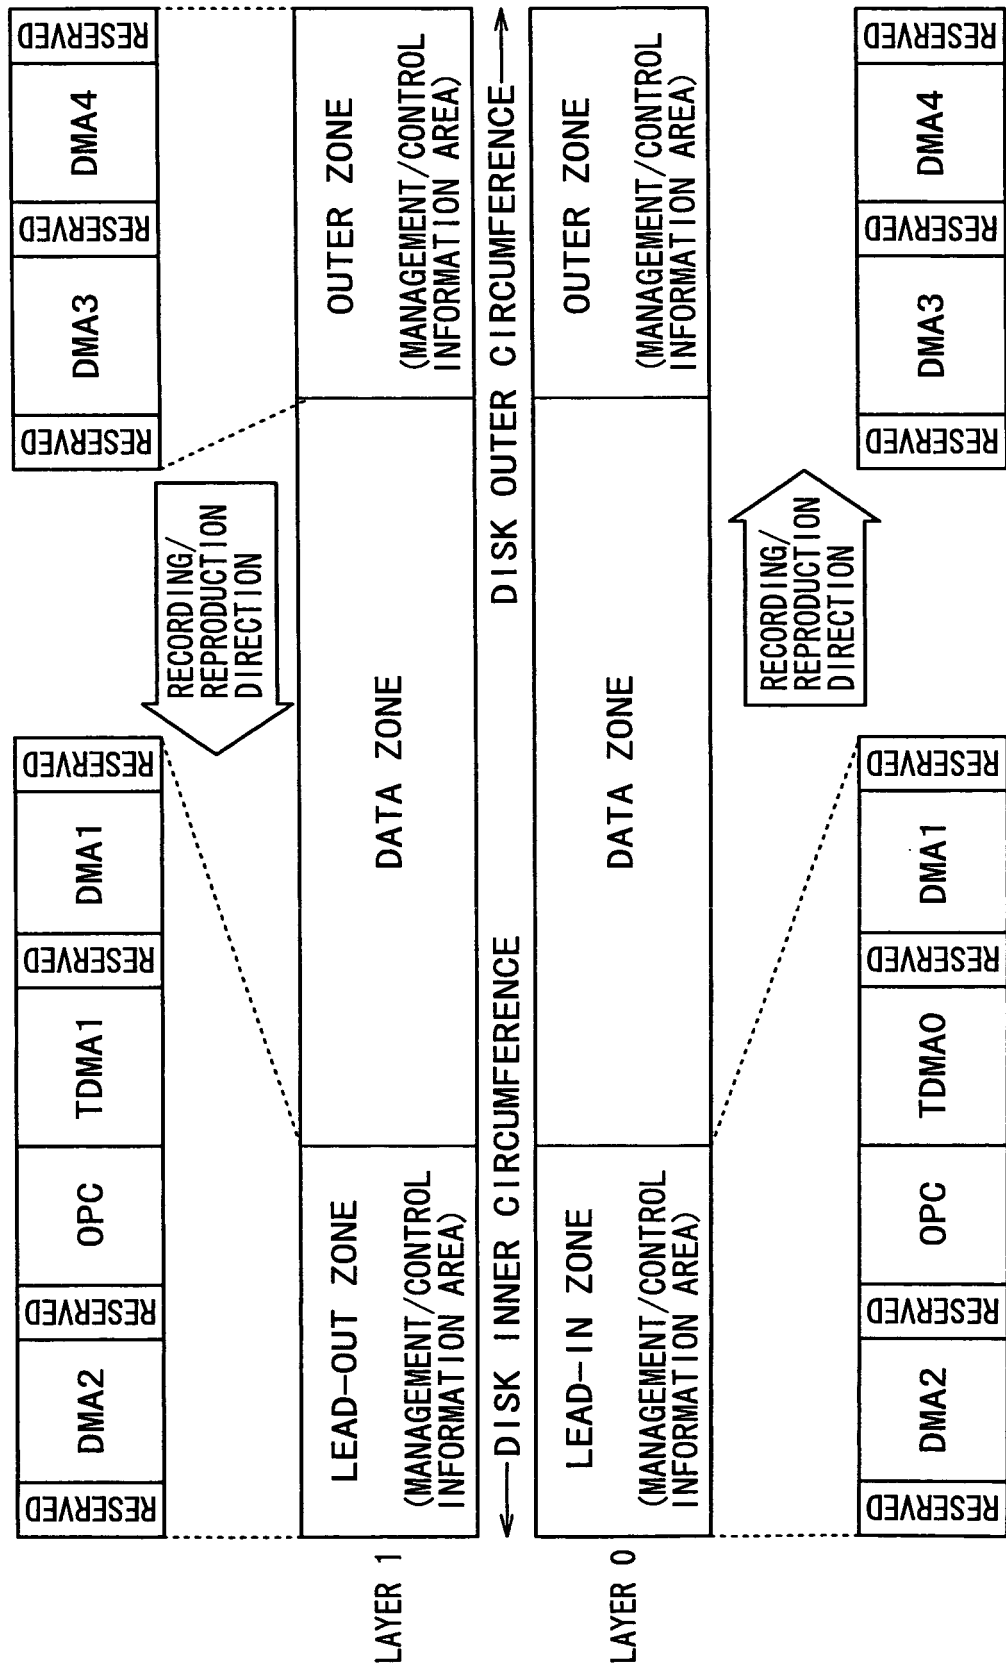 RESERVED
DMA2
RESERVED
OPC
TDMA1
RESERVED
DMA1
RESERVED
RESERVED
DMA3
RESERVED
DMA4
RESERVED
RECORDING/
REPRODUCTION
DIRECTION
LAYER 1
LEAD-OUT ZONE
(MANAGEMENT/CONTROL
INFORMATION AREA)
DATA ZONE
OUTER ZONE
(MANAGEMENT/CONTROL
INFORMATION AREA)
DISK INNER CIRCUMFERENCE
DISK OUTER CIRCUMFERENCE
LAYER 0
LEAD-IN ZONE
(MANAGEMENT/CONTROL
INFORMATION AREA)
DATA ZONE
OUTER ZONE
(MANAGEMENT/CONTROL
INFORMATION AREA)
RECORDING/
REPRODUCTION
DIRECTION
RESERVED
DMA2
RESERVED
OPC
TDMA0
RESERVED
DMA1
RESERVED
RESERVED
DMA3
RESERVED
DMA4
RESERVED